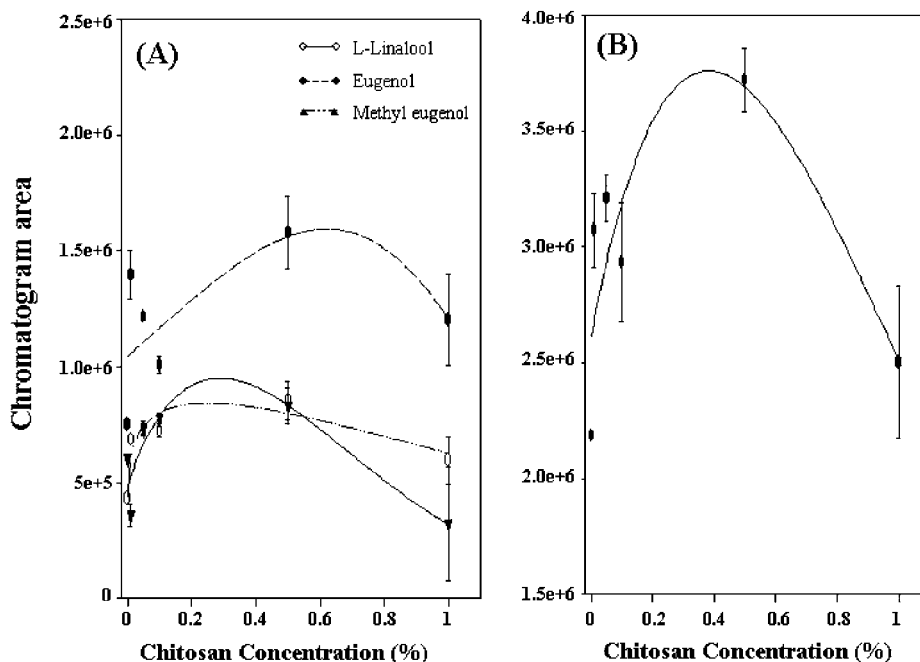 (A)
L-Linalool
Eugenol
Methyl eugenol
Chromatogram area
2.5e+6
2.0e+6
1.5e+6
1.0e+6
5e+5
0
0 0.2 0.4 0.6 0.8 1
Chitosan Concentration (%)
(B)
4.0e+6
3.5e+6
3.0e+6
2.5e+6
2.0e+6
1.5e+6
0 0.2 0.4 0.6 0.8 1
Chitosan Concentration (%)